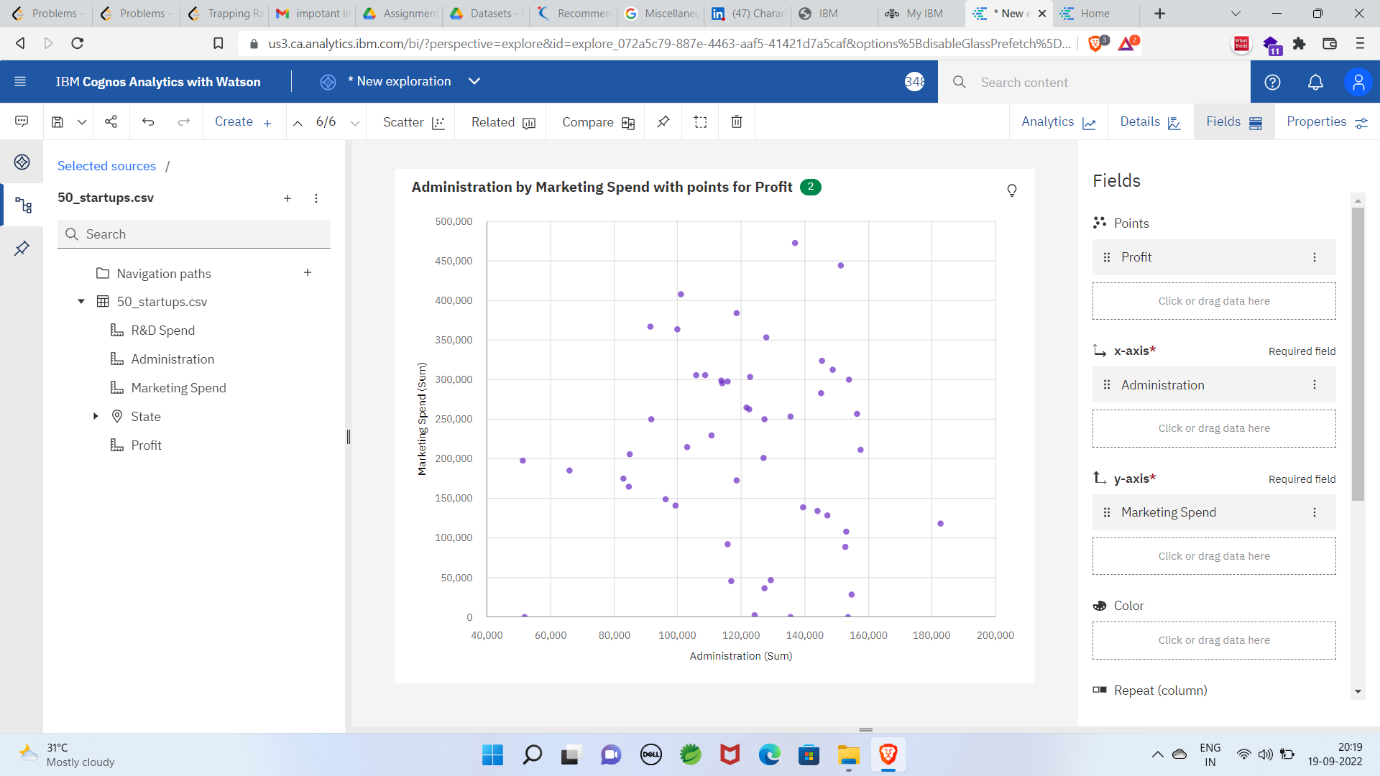 Problems -
Problems -
Trapping Ra
impotant li
Assignment
Datasets -
Recommen
Miscellanec
(47) Charan
IBM
My IBM
* New e
Home
us3.ca.analytics.ibm.com/bi/?perspective=explore&id=explore_072a5c79-887e-4463-aaf5-41421d7a5caf&options%5BdisableGlassPrefetch%5D...
3
2
11
IBM Cognos Analytics with Watson
* New exploration
348
Search content
Create +
6/6
Scatter
Related
Compare
Analytics
Details
Fields
Properties
Selected sources /
50_startups.csv
Search
Navigation paths
50_startups.csv
R&D Spend
Administration
Marketing Spend
State
Profit
Administration by Marketing Spend with points for Profit 2
Marketing Spend (Sum)
500,000
450,000
400,000
350,000
300,000
250,000
200,000
150,000
100,000
50,000
0
40,000 60,000 80,000 100,000 120,000 140,000 160,000 180,000 200,000
Administration (Sum)
Fields
Points
Profit
Click or drag data here
x-axis* Required field
Administration
Click or drag data here
y-axis* Required field
Marketing Spend
Click or drag data here
Color
Click or drag data here
Repeat (column)
31°C
Mostly cloudy
DELL
ENG
IN
20:19
19-09-2022